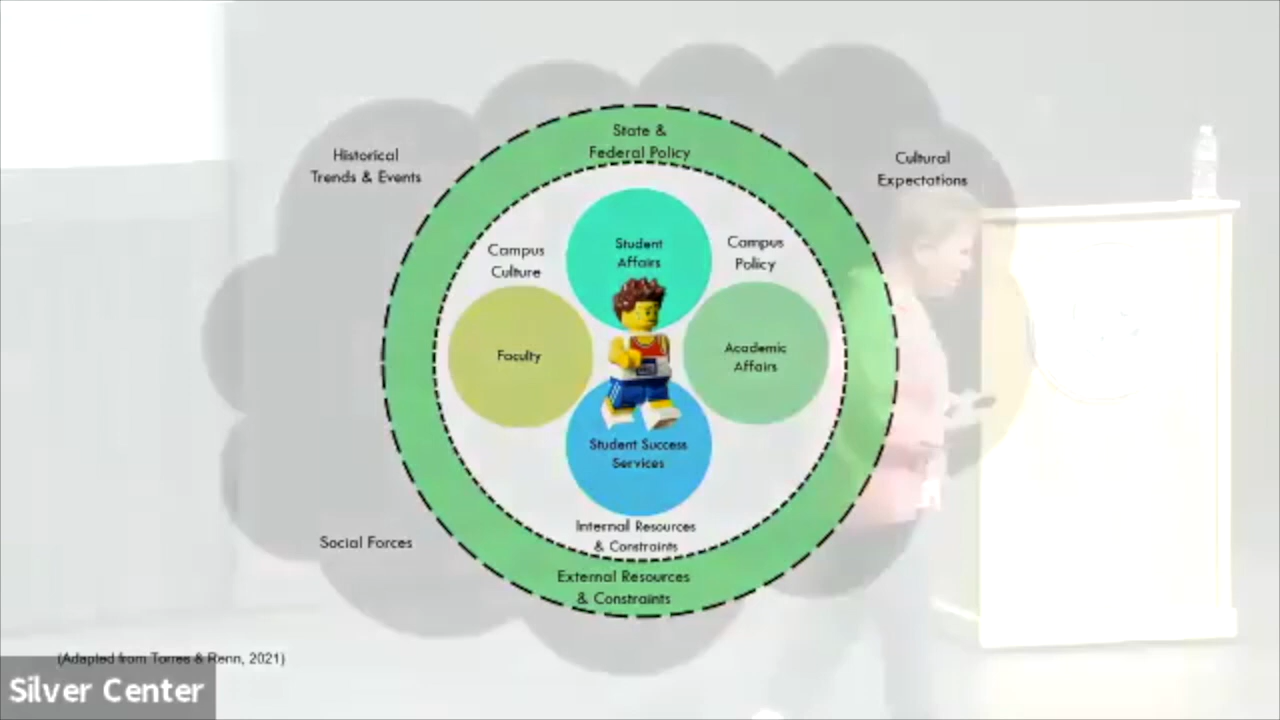 State &
Federal Policy
Historical
Trends & Events
Cultural
Expectations
Campus
Culture
Student
Affairs
Campus
Policy
Faculty
Academic
Affairs
Student Success
Services
Internal Resources
& Constraints
Social Forces
External Resources
& Constraints
(Adapted from Torres & Renn, 2021)
Silver Center